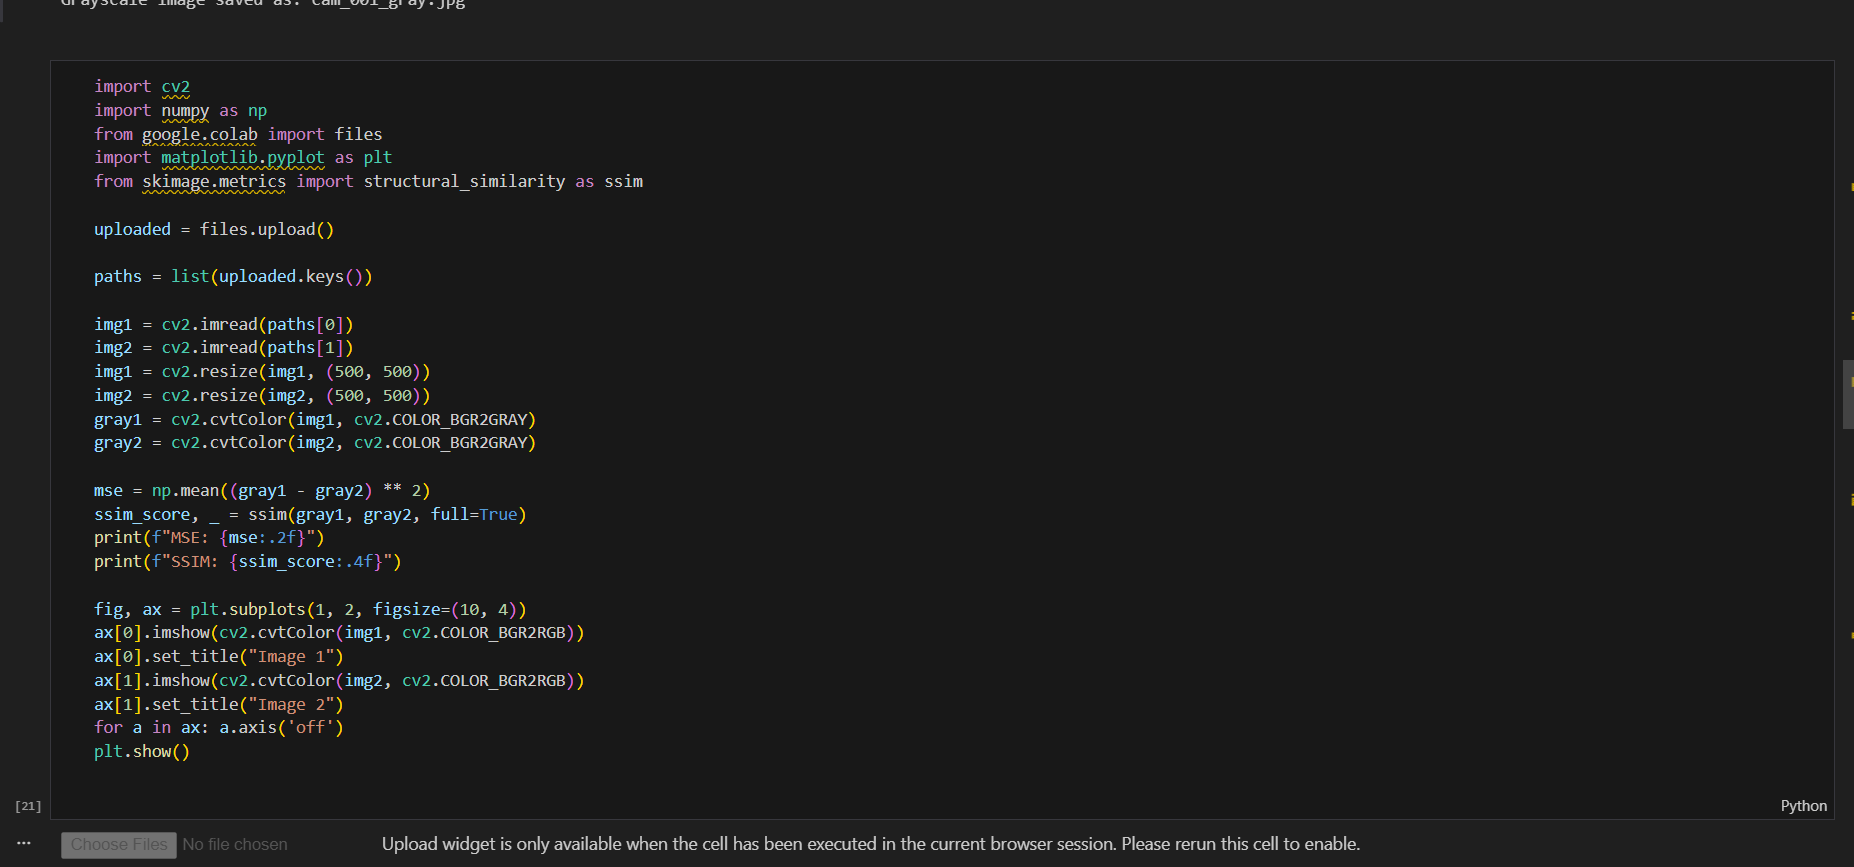 Grayscale image saved as: cam_001_gray.jpg
import cv2
import numpy as np
from google.colab import files
import matplotlib.pyplot as plt
from skimage.metrics import structural_similarity as ssim
uploaded = files.upload()
paths = list(uploaded.keys())
img1 = cv2.imread(paths[0])
img2 = cv2.imread(paths[1])
img1 = cv2.resize(img1, (500, 500))
img2 = cv2.resize(img2, (500, 500))
gray1 = cv2.cvtColor(img1, cv2.COLOR_BGR2GRAY)
gray2 = cv2.cvtColor(img2, cv2.COLOR_BGR2GRAY)
mse = np.mean((gray1 - gray2) ** 2)
ssim_score, _ = ssim(gray1, gray2, full=True)
print(f"MSE: {mse:.2f}")
print(f"SSIM: {ssim_score:.4f}")
fig, ax = plt.subplots(1, 2, figsize=(10, 4))
ax[0].imshow(cv2.cvtColor(img1, cv2.COLOR_BGR2RGB))
ax[0].set_title("Image 1")
ax[1].imshow(cv2.cvtColor(img2, cv2.COLOR_BGR2RGB))
ax[1].set_title("Image 2")
for a in ax: a.axis('off')
plt.show()
[21]
Python
... Choose Files No file chosen Upload widget is only available when the cell has been executed in the current browser session. Please rerun this cell to enable.